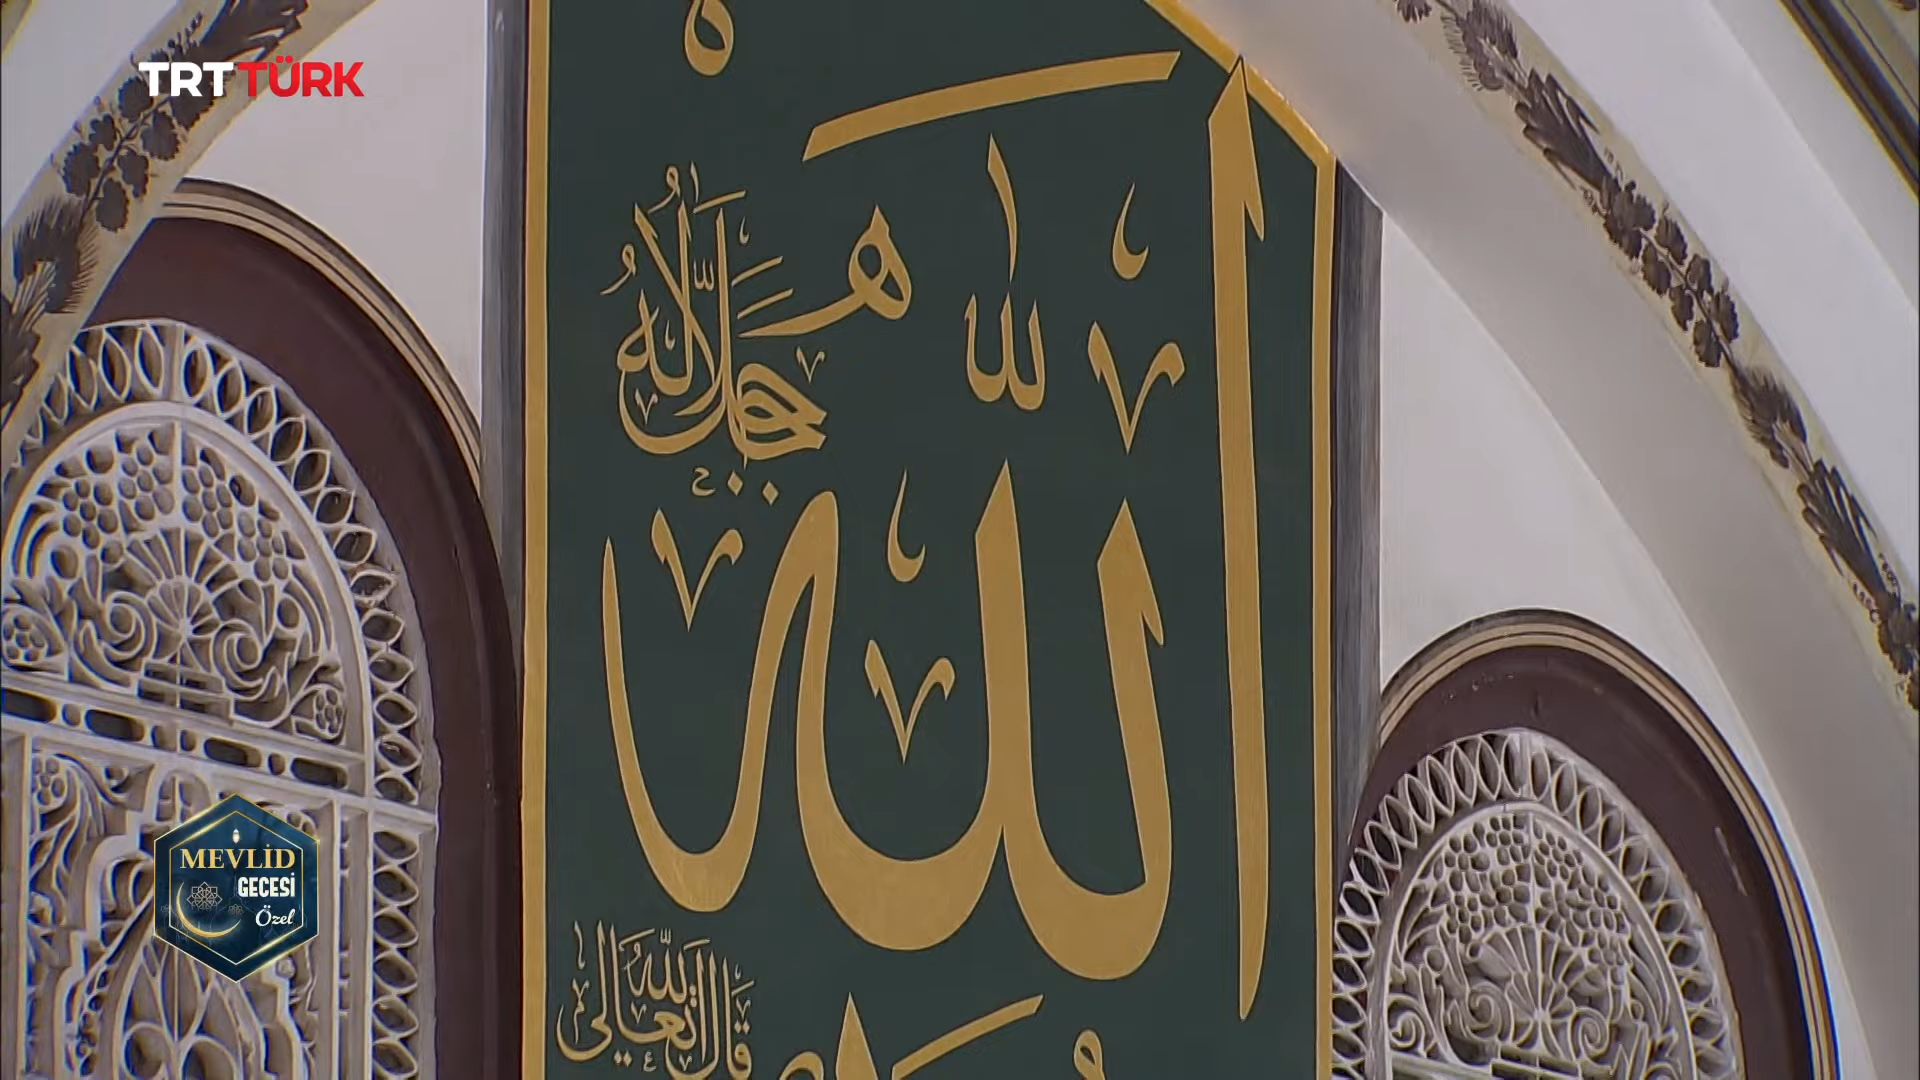 TRT TÜRK
الله
جل جلاله
قال الله تعالى
MEVLİD
GECESİ
Özel